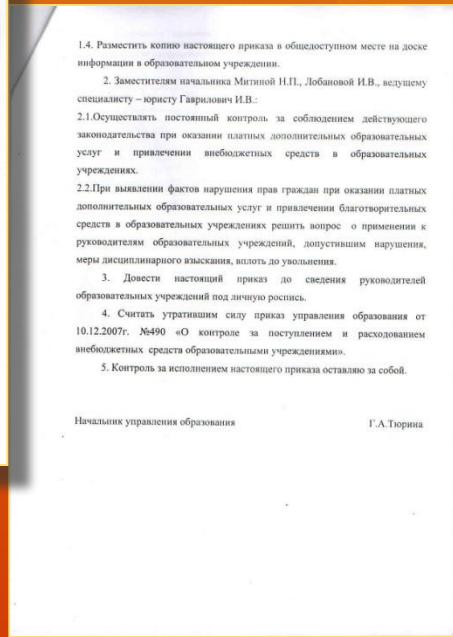 1.4. Разместить копию настоящего приказа в общедоступном месте на доске
информации в образовательном учреждении.
2. Заместителям начальника Митиной Н.П., Лобановой И.В., ведущему
специалисту – юристу Гаврилович И.В.:
2.1.Осуществлять постоянный контроль за соблюдением действующего
законодательства при оказании платных дополнительных образовательных
услуг и привлечении внебюджетных средств в образовательных
учреждениях.
2.2.При выявлении фактов нарушения прав граждан при оказании платных
дополнительных образовательных услуг и привлечении благотворительных
средств в образовательных учреждениях решить вопрос о применении к
руководителям образовательных учреждений, допустившим нарушения,
меры дисциплинарного взыскания, вплоть до увольнения.
3. Довести настоящий приказ до сведения руководителей
образовательных учреждений под личную роспись.
4. Считать утратившим силу приказ управления образования от
10.12.2007г. №490 «О контроле за поступлением и расходованием
внебюджетных средств образовательными учреждениями».
5. Контроль за исполнением настоящего приказа оставляю за собой.
Начальник управления образования Г.А.Тюрина